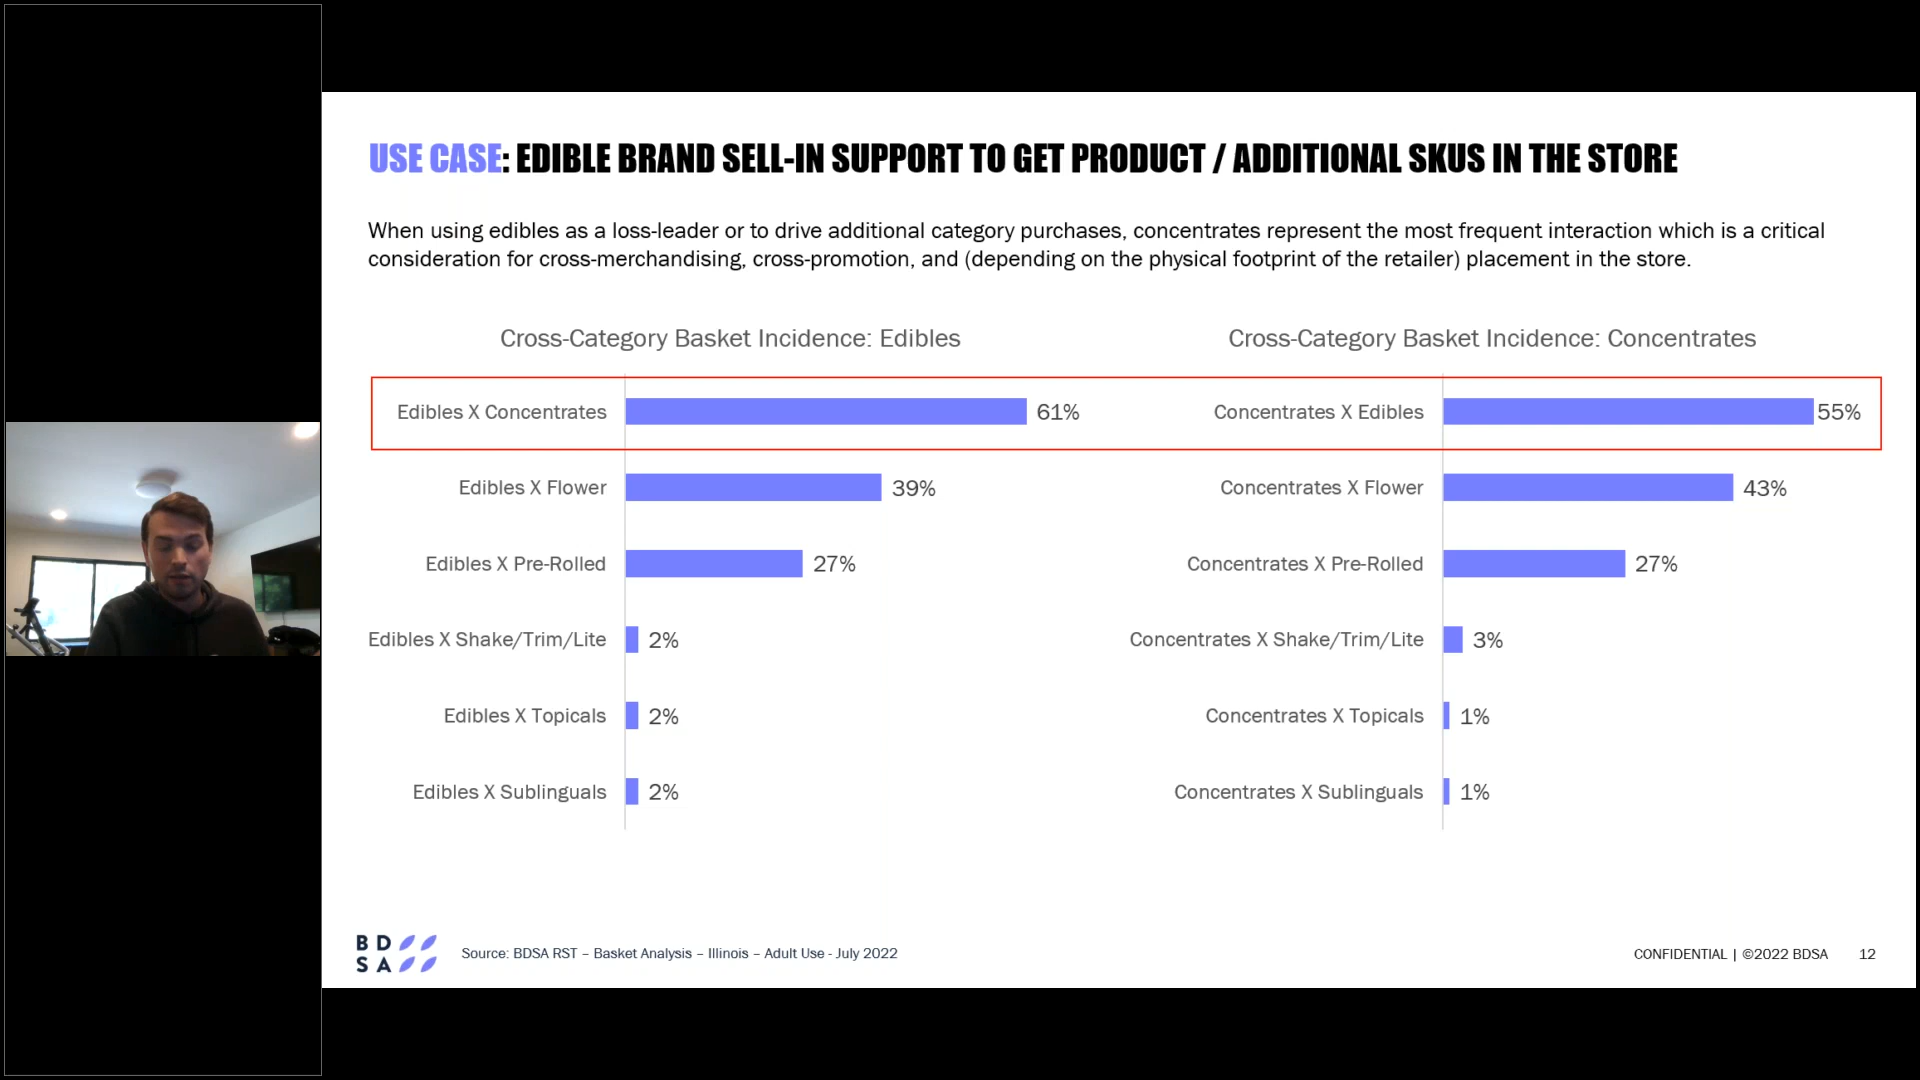 USE CASE: EDIBLE BRAND SELL-IN SUPPORT TO GET PRODUCT / ADDITIONAL SKUS IN THE STORE
When using edibles as a loss-leader or to drive additional category purchases, concentrates represent the most frequent interaction which is a critical
consideration for cross-merchandising, cross-promotion, and (depending on the physical footprint of the retailer) placement in the store.
Cross-Category Basket Incidence: Edibles
Edibles X Concentrates 61%
Edibles X Flower 39%
Edibles X Pre-Rolled 27%
Edibles X Shake/Trim/Lite 2%
Edibles X Topicals 2%
Edibles X Sublinguals 2%
Cross-Category Basket Incidence: Concentrates
Concentrates X Edibles 55%
Concentrates X Flower 43%
Concentrates X Pre-Rolled 27%
Concentrates X Shake/Trim/Lite 3%
Concentrates X Topicals 1%
Concentrates X Sublinguals 1%
BD
SA
Source: BDSA RST – Basket Analysis – Illinois – Adult Use - July 2022
CONFIDENTIAL | ©2022 BDSA 12